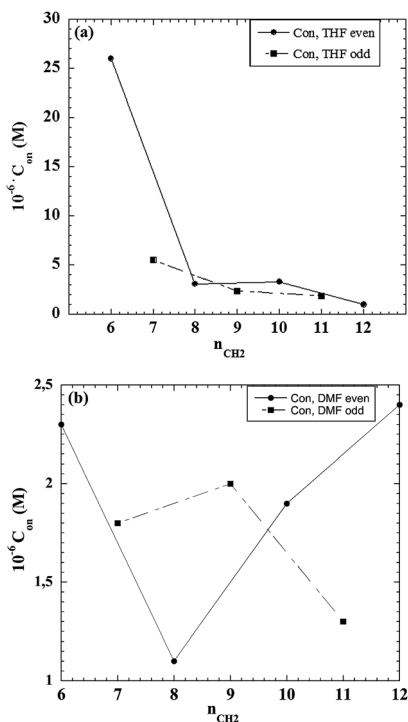 (a)
Con, THF even
Con, THF odd
10⁻⁶· Cₒₙ (M)
30
25
20
15
10
5
0
6 7 8 9 10 11 12
n_CH2
(b)
Con, DMF even
Con, DMF odd
10⁻⁶ Cₒₙ (M)
2,5
2
1,5
1
6 7 8 9 10 11 12
n_CH2